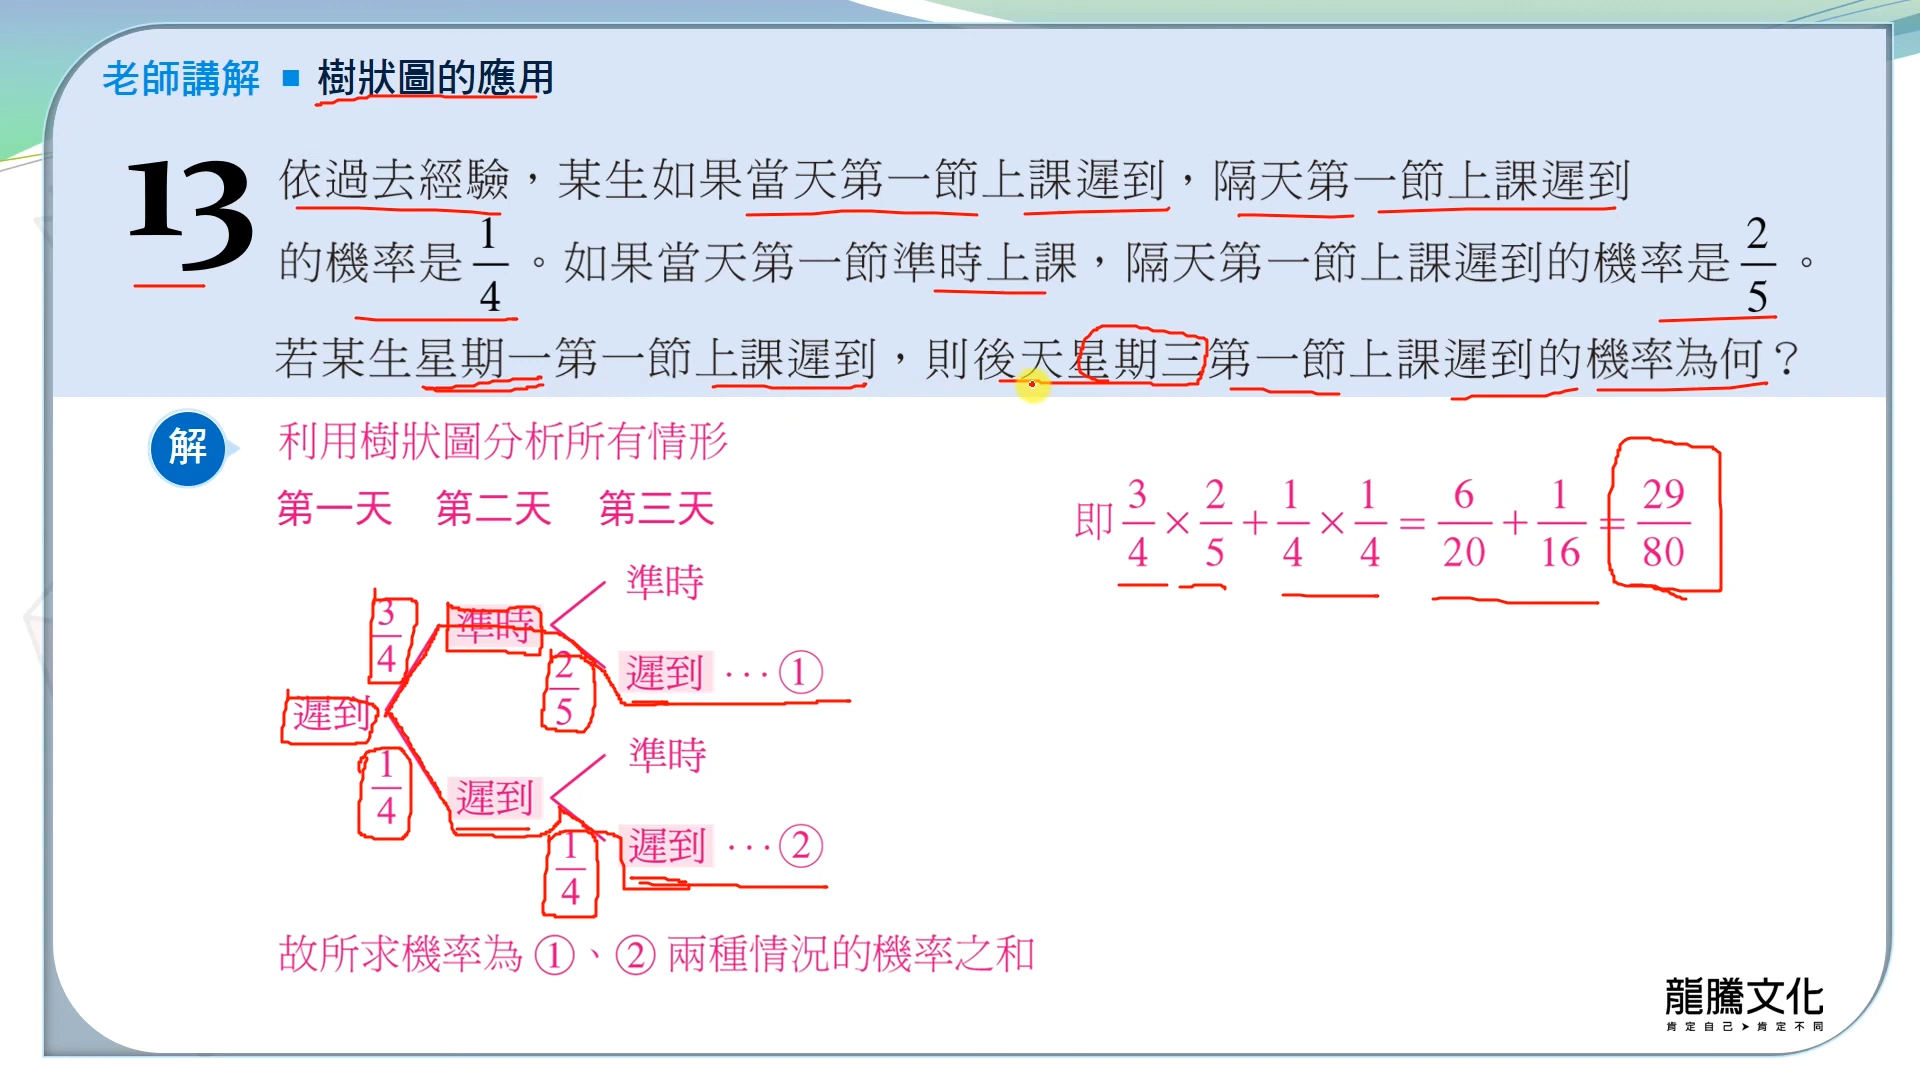 老師講解 ▪ 樹狀圖的應用
13 依過去經驗，某生如果當天第一節上課遲到，隔天第一節上課遲到
的機率是 1/4 。如果當天第一節準時上課，隔天第一節上課遲到的機率是 2/5 。
若某生星期一第一節上課遲到，則後天星期三第一節上課遲到的機率為何？
解 利用樹狀圖分析所有情形
第一天 第二天 第三天
即 3/4 × 2/5 + 1/4 × 1/4 = 6/20 + 1/16 = 29/80
準時
3/4 準時
2/5 遲到 … ①
遲到
準時
1/4 遲到
1/4 遲到 … ②
故所求機率為 ①、② 兩種情況的機率之和
龍騰文化
肯定自己➤肯定不同